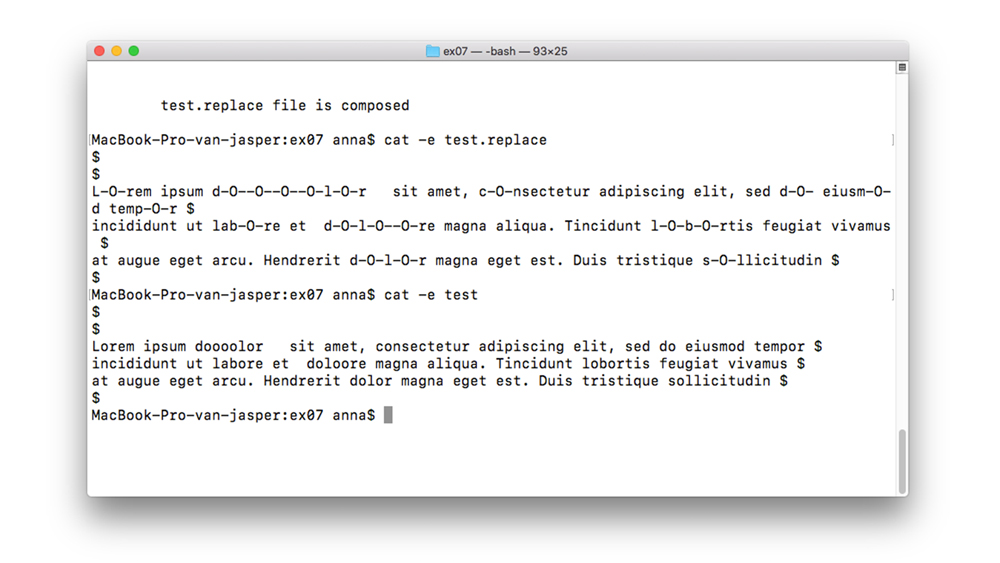 ex07 — -bash — 93×25
test.replace file is composed
[MacBook-Pro-van-jasper:ex07 anna$ cat -e test.replace ]
$
$
L-O-rem ipsum d-O--O--O--O-l-O-r   sit amet, c-O-nsectetur adipiscing elit, sed d-O- eiusm-O-
d temp-O-r $
incididunt ut lab-O-re et  d-O-l-O--O-re magna aliqua. Tincidunt l-O-b-O-rtis feugiat vivamus
 $
at augue eget arcu. Hendrerit d-O-l-O-r magna eget est. Duis tristique s-O-llicitudin $
$
[MacBook-Pro-van-jasper:ex07 anna$ cat -e test ]
$
$
Lorem ipsum doooolor   sit amet, consectetur adipiscing elit, sed do eiusmod tempor $
incididunt ut labore et  doloore magna aliqua. Tincidunt lobortis feugiat vivamus $
at augue eget arcu. Hendrerit dolor magna eget est. Duis tristique sollicitudin $
$
MacBook-Pro-van-jasper:ex07 anna$